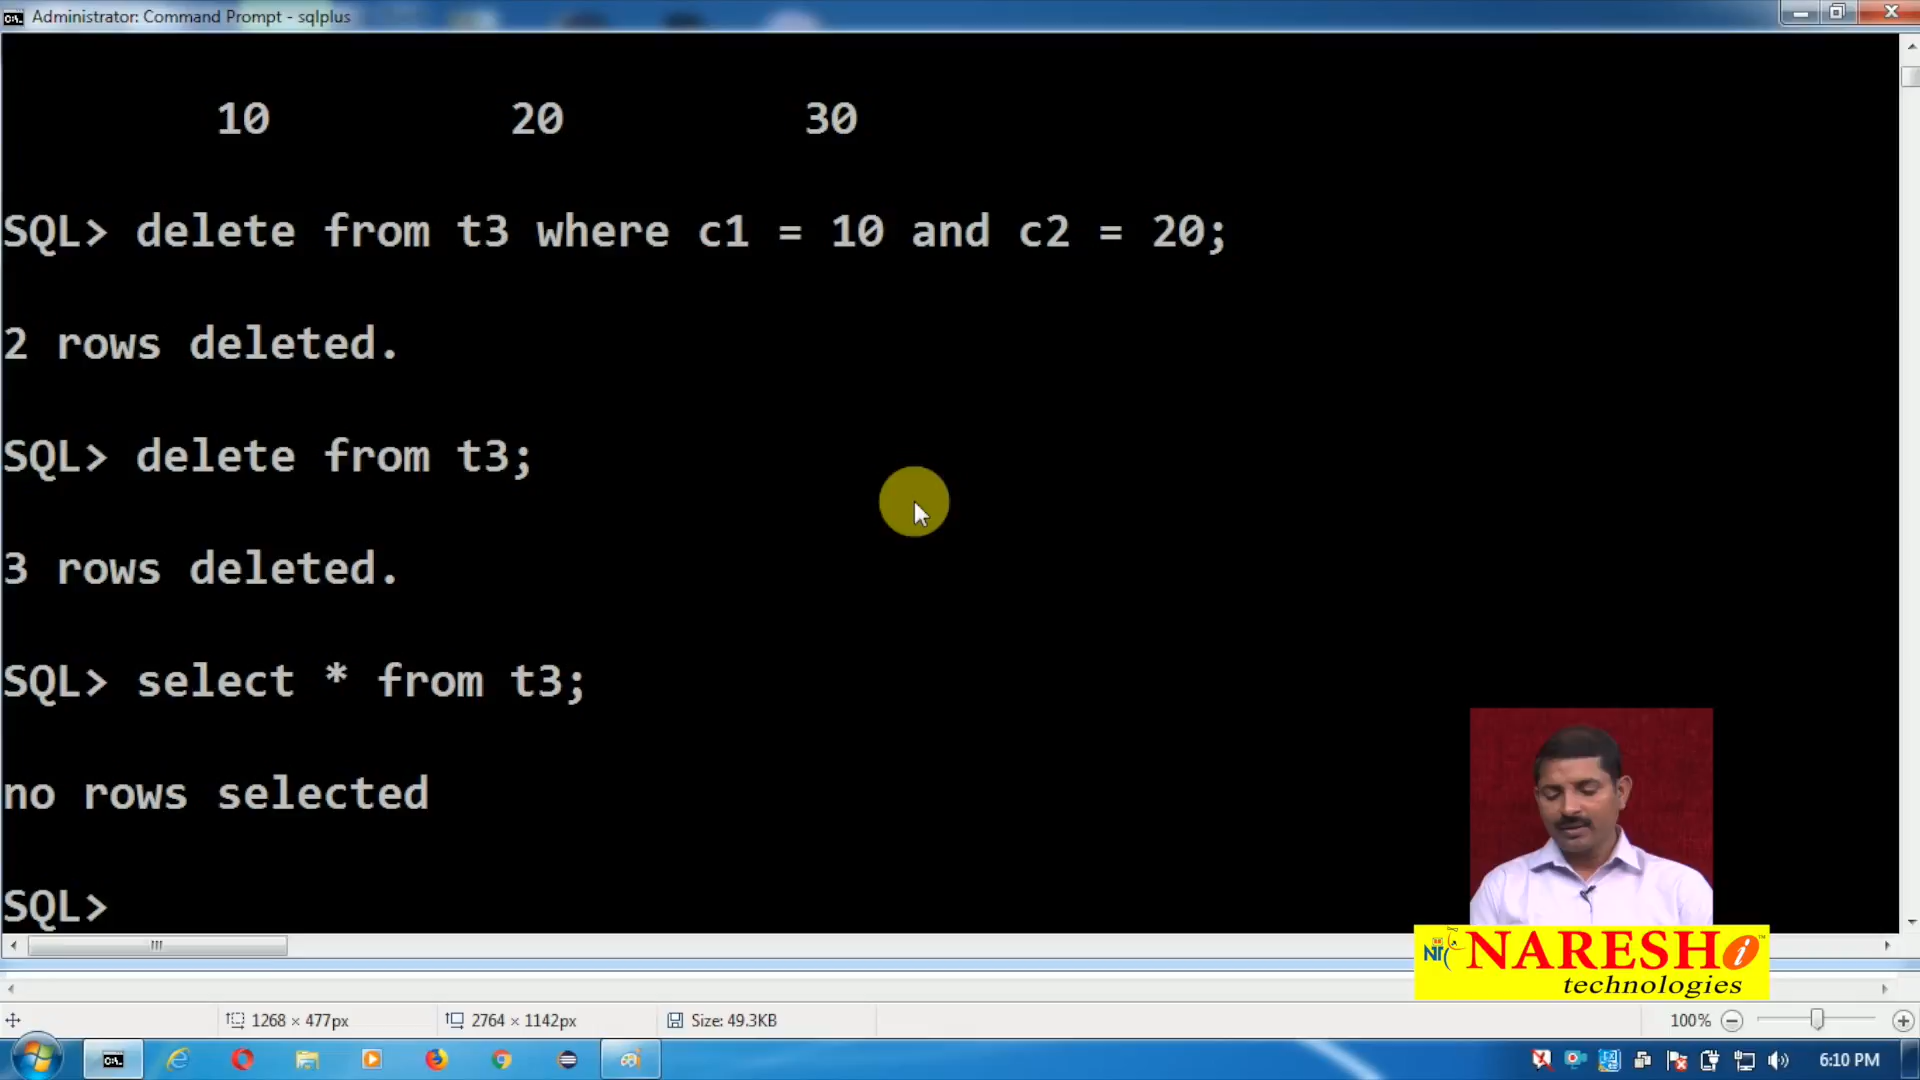 Administrator: Command Prompt - sqlplus
10 20 30
SQL> delete from t3 where c1 = 10 and c2 = 20;
2 rows deleted.
SQL> delete from t3;
3 rows deleted.
SQL> select * from t3;
no rows selected
SQL>
NARESH i
technologies
1268 × 477px 2764 × 1142px Size: 49.3KB 100%
6:10 PM